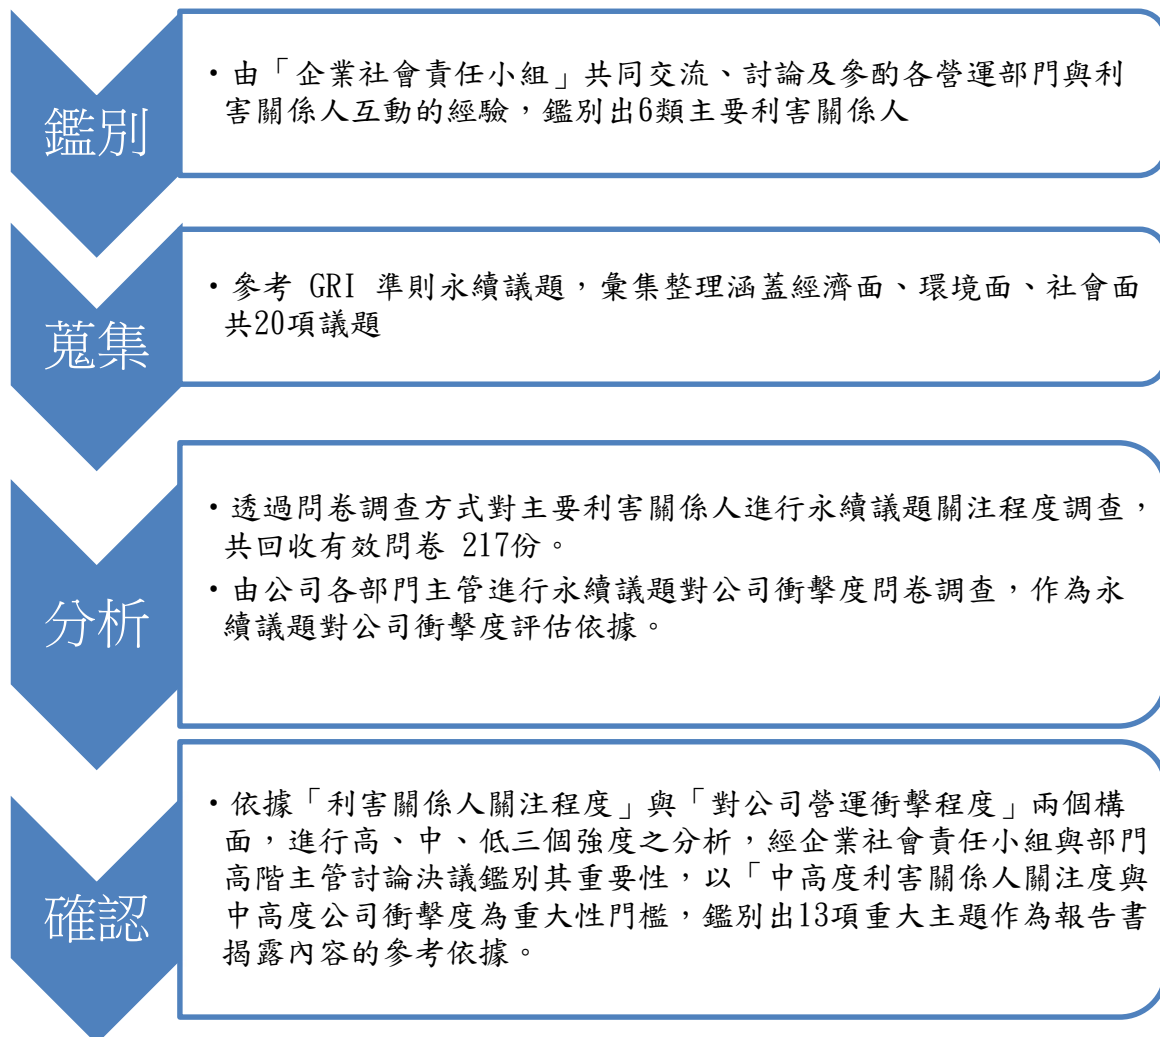 鑑別
•由「企業社會責任小組」共同交流、討論及參酌各營運部門與利
害關係人互動的經驗，鑑別出6類主要利害關係人
蒐集
•參考 GRI 準則永續議題，彙集整理涵蓋經濟面、環境面、社會面
共20項議題
分析
•透過問卷調查方式對主要利害關係人進行永續議題關注程度調查，
共回收有效問卷 217份。
•由公司各部門主管進行永續議題對公司衝擊度問卷調查，作為永
續議題對公司衝擊度評估依據。
確認
•依據「利害關係人關注程度」與「對公司營運衝擊程度」兩個構
面，進行高、中、低三個強度之分析，經企業社會責任小組與部門
高階主管討論決議鑑別其重要性，以「中高度利害關係人關注度與
中高度公司衝擊度為重大性門檻，鑑別出13項重大主題作為報告書
揭露內容的參考依據。